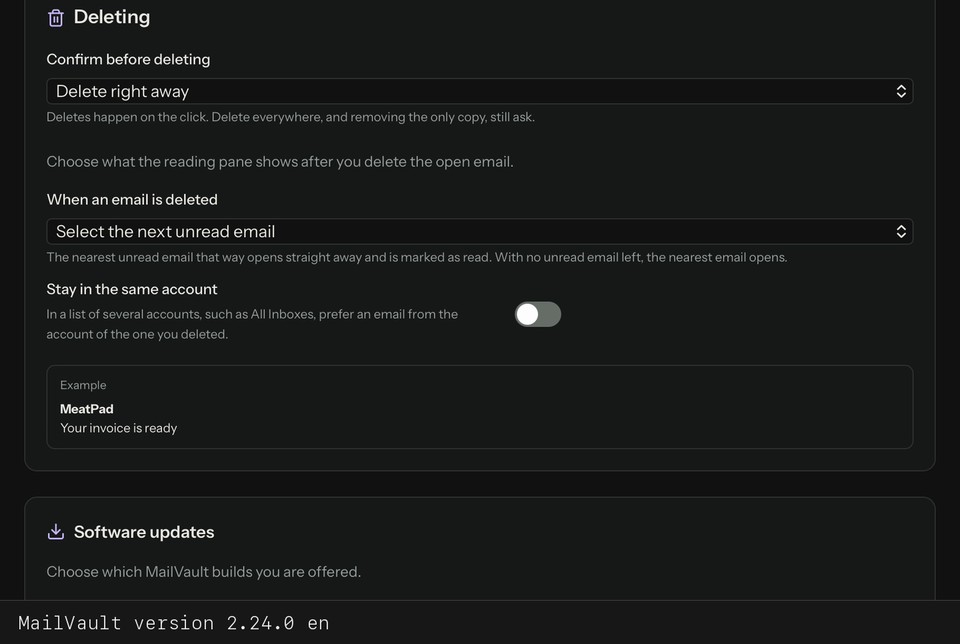 Deleting
Confirm before deleting
Delete right away
Deletes happen on the click. Delete everywhere, and removing the only copy, still ask.
Choose what the reading pane shows after you delete the open email.
When an email is deleted
Select the next unread email
The nearest unread email that way opens straight away and is marked as read. With no unread email left, the nearest email opens.
Stay in the same account
In a list of several accounts, such as All Inboxes, prefer an email from the
account of the one you deleted.
Example
MeatPad
Your invoice is ready
Software updates
Choose which MailVault builds you are offered.
MailVault version 2.24.0 en